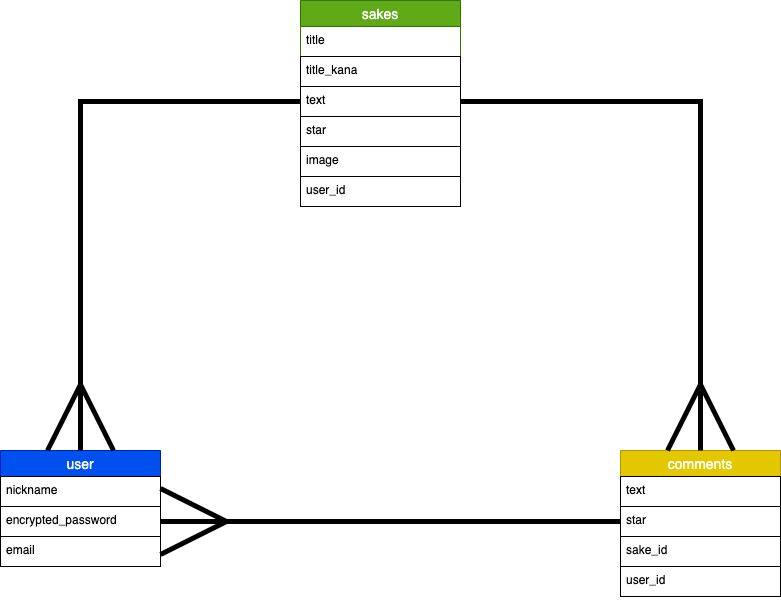 sakes
title
title_kana
text
star
image
user_id
user
nickname
encrypted_password
email
comments
text
star
sake_id
user_id